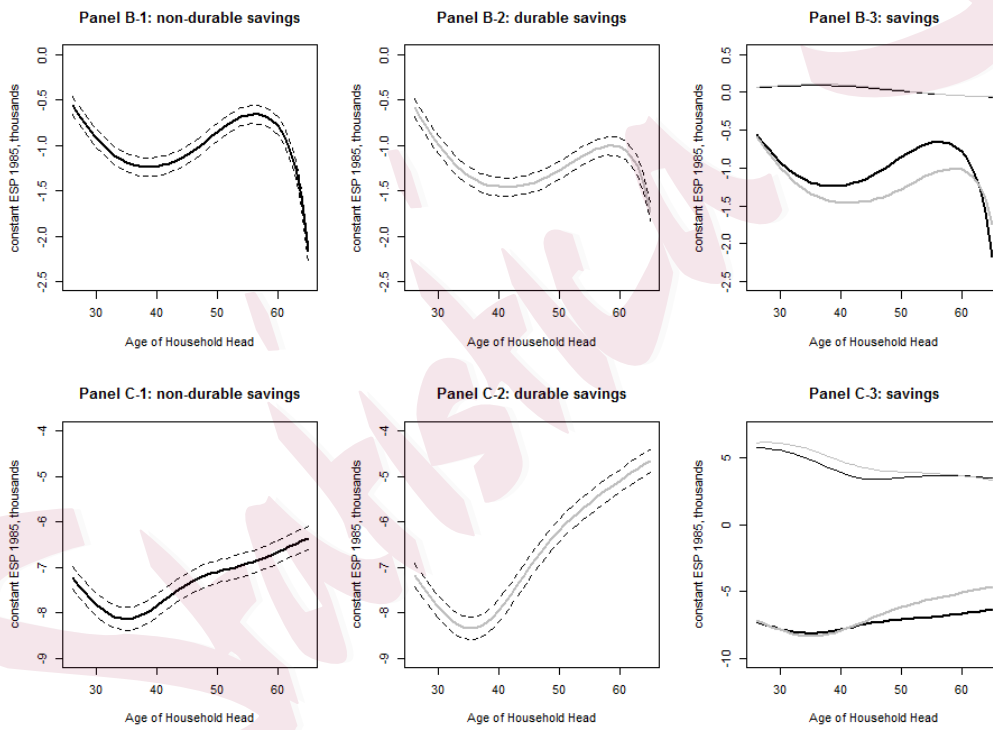 Panel B-1: non-durable savings
constant ESP 1985, thousands
0.0
-0.5
-1.0
-1.5
-2.0
-2.5
30 40 50 60
Age of Household Head
Panel B-2: durable savings
constant ESP 1985, thousands
0.0
-0.5
-1.0
-1.5
-2.0
-2.5
30 40 50 60
Age of Household Head
Panel B-3: savings
constant ESP 1985, thousands
0.5
0.0
-0.5
-1.0
-1.5
-2.0
-2.5
30 40 50 60
Age of Household Head
Panel C-1: non-durable savings
constant ESP 1985, thousands
-4
-5
-6
-7
-8
-9
30 40 50 60
Age of Household Head
Panel C-2: durable savings
constant ESP 1985, thousands
-4
-5
-6
-7
-8
-9
30 40 50 60
Age of Household Head
Panel C-3: savings
constant ESP 1985, thousands
5
0
-5
-10
30 40 50 60
Age of Household Head